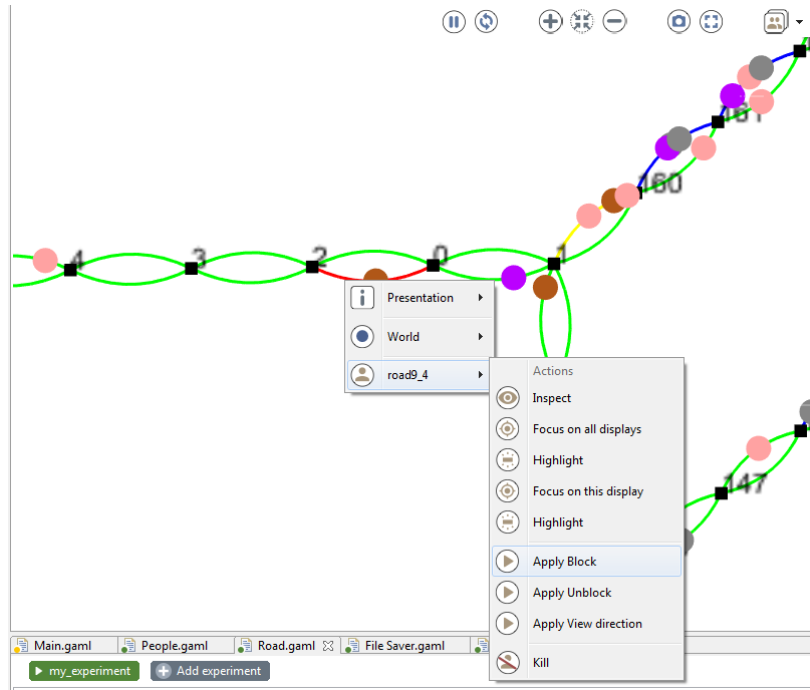 161
160
4
3
2
0
1
Presentation
World
road9_4
Actions
Inspect
Focus on all displays
Highlight
Focus on this display
Highlight
147
Apply Block
Apply Unblock
Apply View direction
Kill
Main.gaml People.gaml Road.gaml File Saver.gaml
my_experiment Add experiment